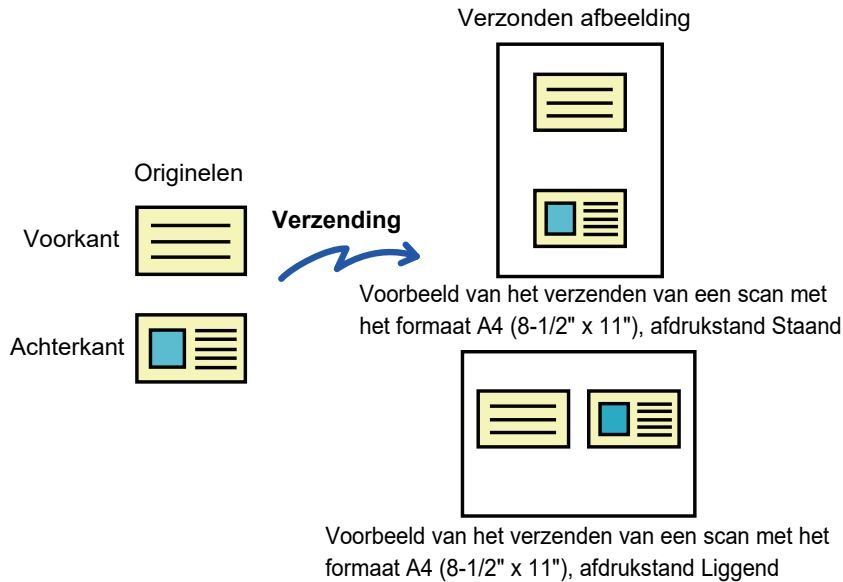 Verzonden afbeelding
Originelen
Voorkant
Verzending
Achterkant
Voorbeeld van het verzenden van een scan met
het formaat A4 (8-1/2" x 11"), afdrukstand Staand
Voorbeeld van het verzenden van een scan met het
formaat A4 (8-1/2" x 11"), afdrukstand Liggend